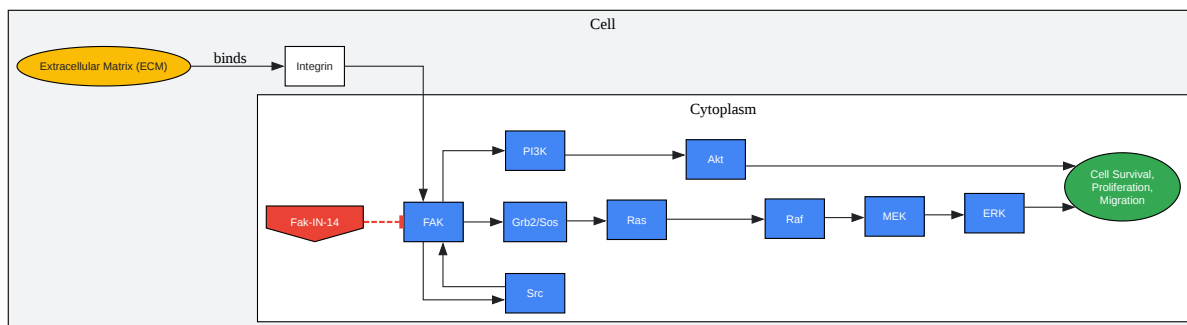 Cell
Extracellular Matrix (ECM)
binds
Integrin
Cytoplasm
PI3K
Akt
Cell Survival,
Proliferation,
Migration
Fak-IN-14
FAK
Grb2/Sos
Ras
Raf
MEK
ERK
Src